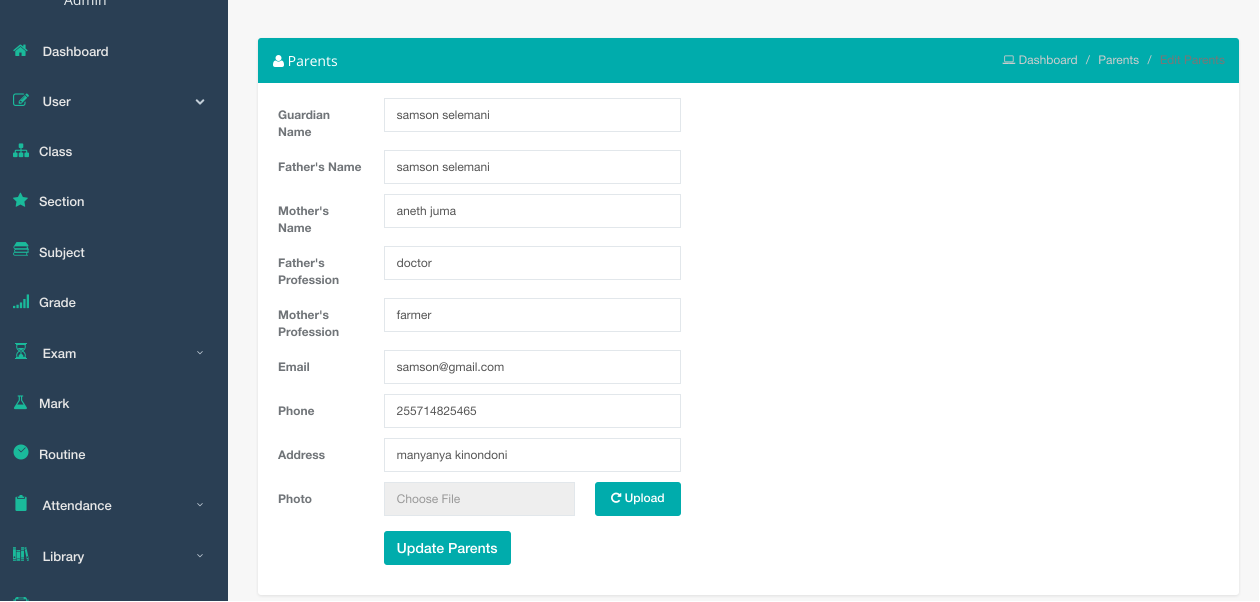 Admin
Dashboard
User
Class
Section
Subject
Grade
Exam
Mark
Routine
Attendance
Library
Parents
Dashboard / Parents /
Guardian
Name
samson selemani
Father's Name
samson selemani
Mother's
Name
aneth juma
Father's
Profession
doctor
Mother's
Profession
farmer
Email
samson@gmail.com
Phone
255714825465
Address
manyanya kinondoni
Photo
Choose File
Upload
Update Parents